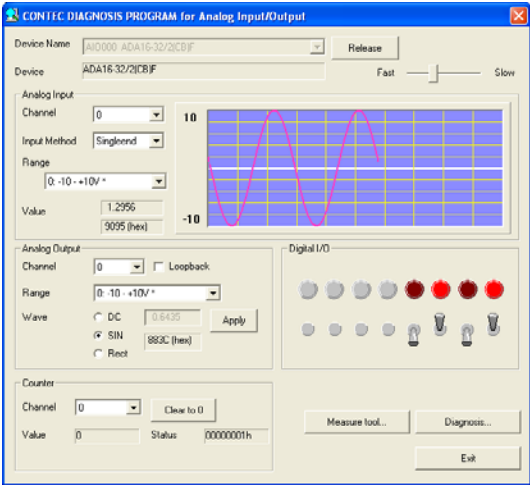 CONTEC DIAGNOSIS PROGRAM for Analog Input/Output
Device Name AIO000 ADA16-32/2(CB)F Release
Device ADA16-32/2(CB)F Fast Slow
Analog Input
Channel 0
Input Method Singleend
Range
0: -10 - +10V *
Value 1.2956
9095 (hex)
10
-10
Analog Output
Channel 0 Loopback
Range 0: -10 - +10V *
Wave DC 0.6435 Apply
SIN 883C (hex)
Rect
Digital I/O
Counter
Channel 0 Clear to 0
Value 0 Status 00000001h
Measure tool... Diagnosis...
Exit